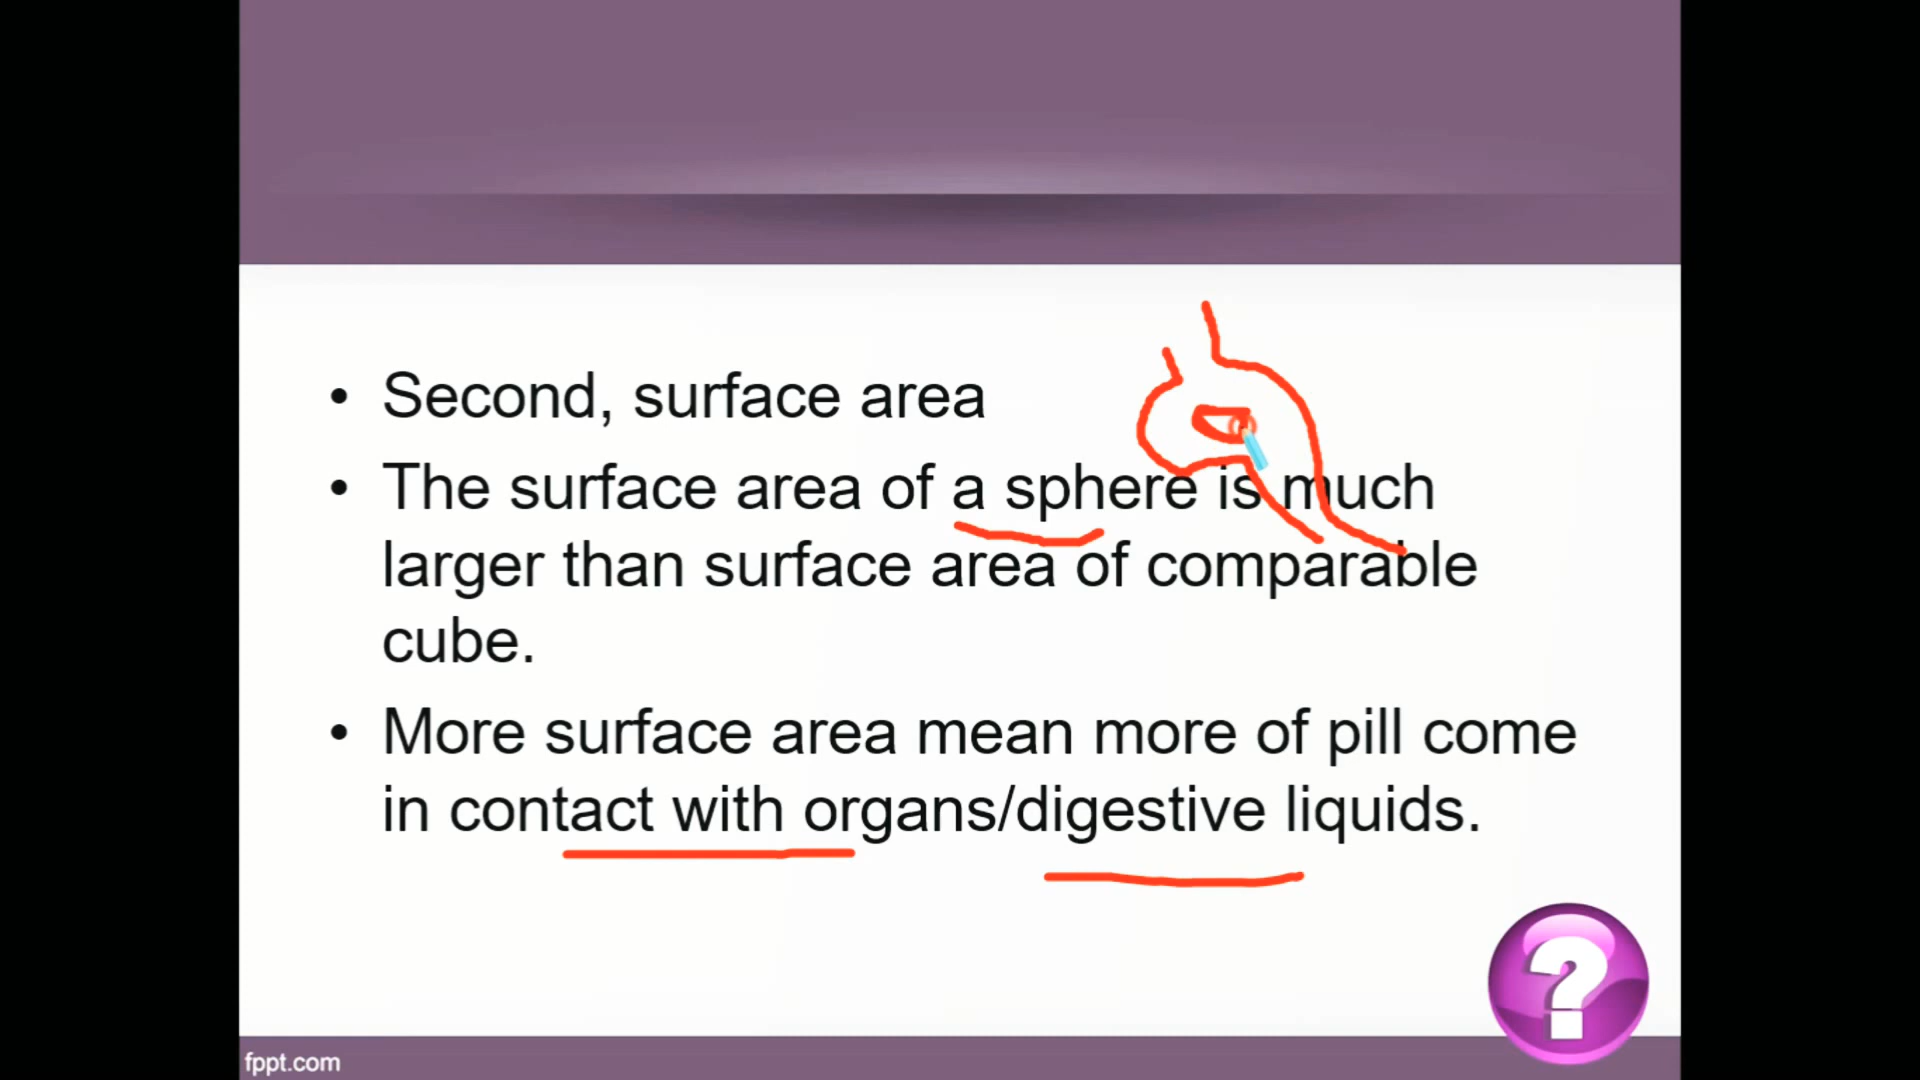 • Second, surface area
• The surface area of a sphere is much
larger than surface area of comparable
cube.
• More surface area mean more of pill come
in contact with organs/digestive liquids.
?
fppt.com